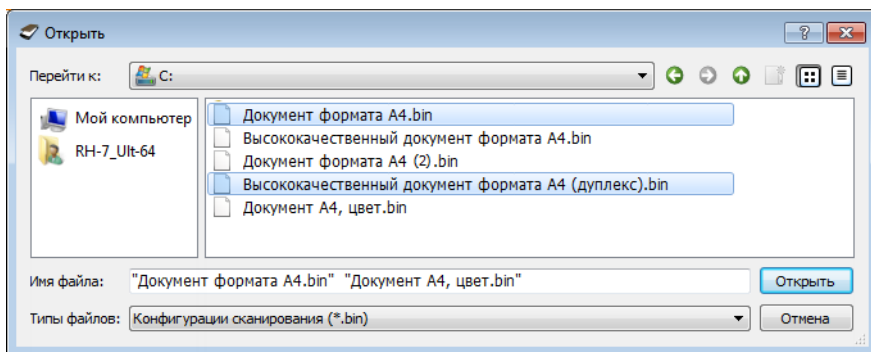 Открыть
Перейти к: C:
Мой компьютер
RH-7_Ult-64
Документ формата A4.bin
Высококачественный документ формата A4.bin
Документ формата A4 (2).bin
Высококачественный документ формата A4 (дуплекс).bin
Документ A4, цвет.bin
Имя файла: "Документ формата A4.bin" "Документ A4, цвет.bin" Открыть
Типы файлов: Конфигурации сканирования (*.bin) Отмена